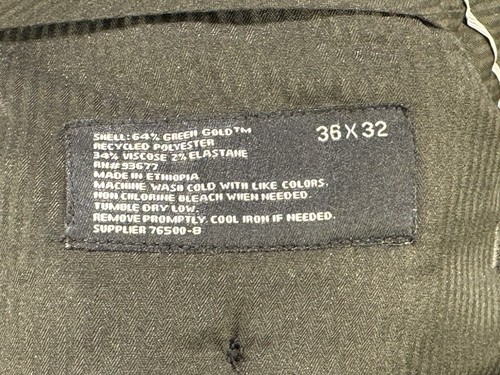 SHELL: 64% GREEN GOLD™
RECYCLED POLYESTER
34% VISCOSE 2% ELASTANE
RN#93677
MADE IN ETHIOPIA
MACHINE WASH COLD WITH LIKE COLORS.
NON CHLORINE BLEACH WHEN NEEDED.
TUMBLE DRY LOW.
REMOVE PROMPTLY. COOL IRON IF NEEDED.
SUPPLIER 76500-8
36 X 32